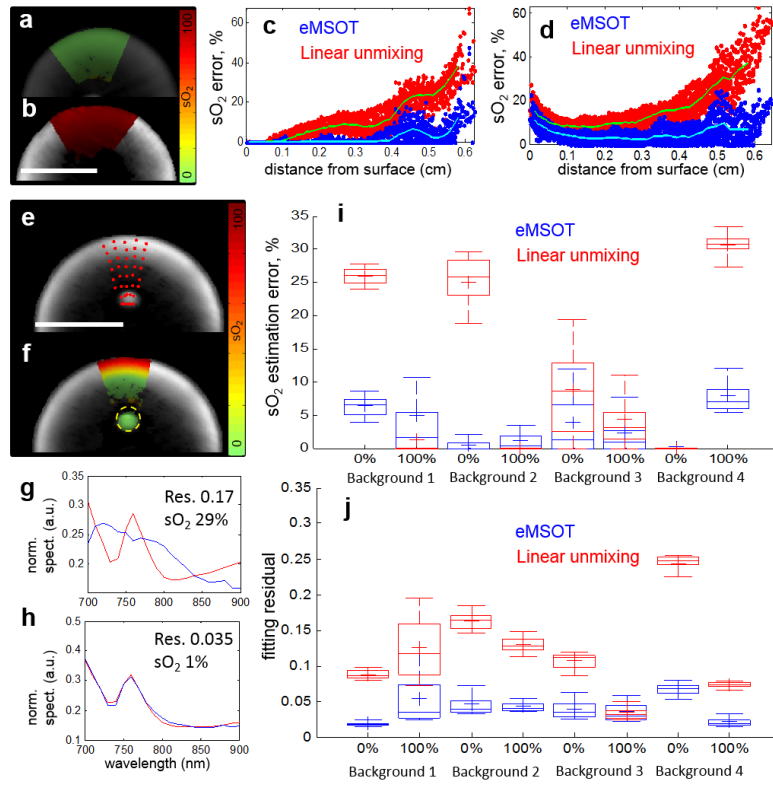 a
100
sO2
0
b
c
eMSOT
Linear unmixing
sO2 error, %
60
40
20
0
0 0.1 0.2 0.3 0.4 0.5 0.6
distance from surface (cm)
d
eMSOT
Linear unmixing
sO2 error, %
60
40
20
0
0 0.1 0.2 0.3 0.4 0.5 0.6
distance from surface (cm)
e
100
sO2
0
f
g
Res. 0.17
sO2 29%
norm.
spect. (a.u.)
0.35
0.3
0.25
0.2
700 750 800 850 900
h
Res. 0.035
sO2 1%
norm.
spect. (a.u.)
0.5
0.4
0.3
0.2
0.1
700 750 800 850 900
wavelength (nm)
i
eMSOT
Linear unmixing
sO2 estimation error, %
35
30
25
20
15
10
5
0
0% 100% 0% 100% 0% 100% 0% 100%
Background 1 Background 2 Background 3 Background 4
j
eMSOT
Linear unmixing
fitting residual
0.35
0.3
0.25
0.2
0.15
0.1
0.05
0
0% 100% 0% 100% 0% 100% 0% 100%
Background 1 Background 2 Background 3 Background 4